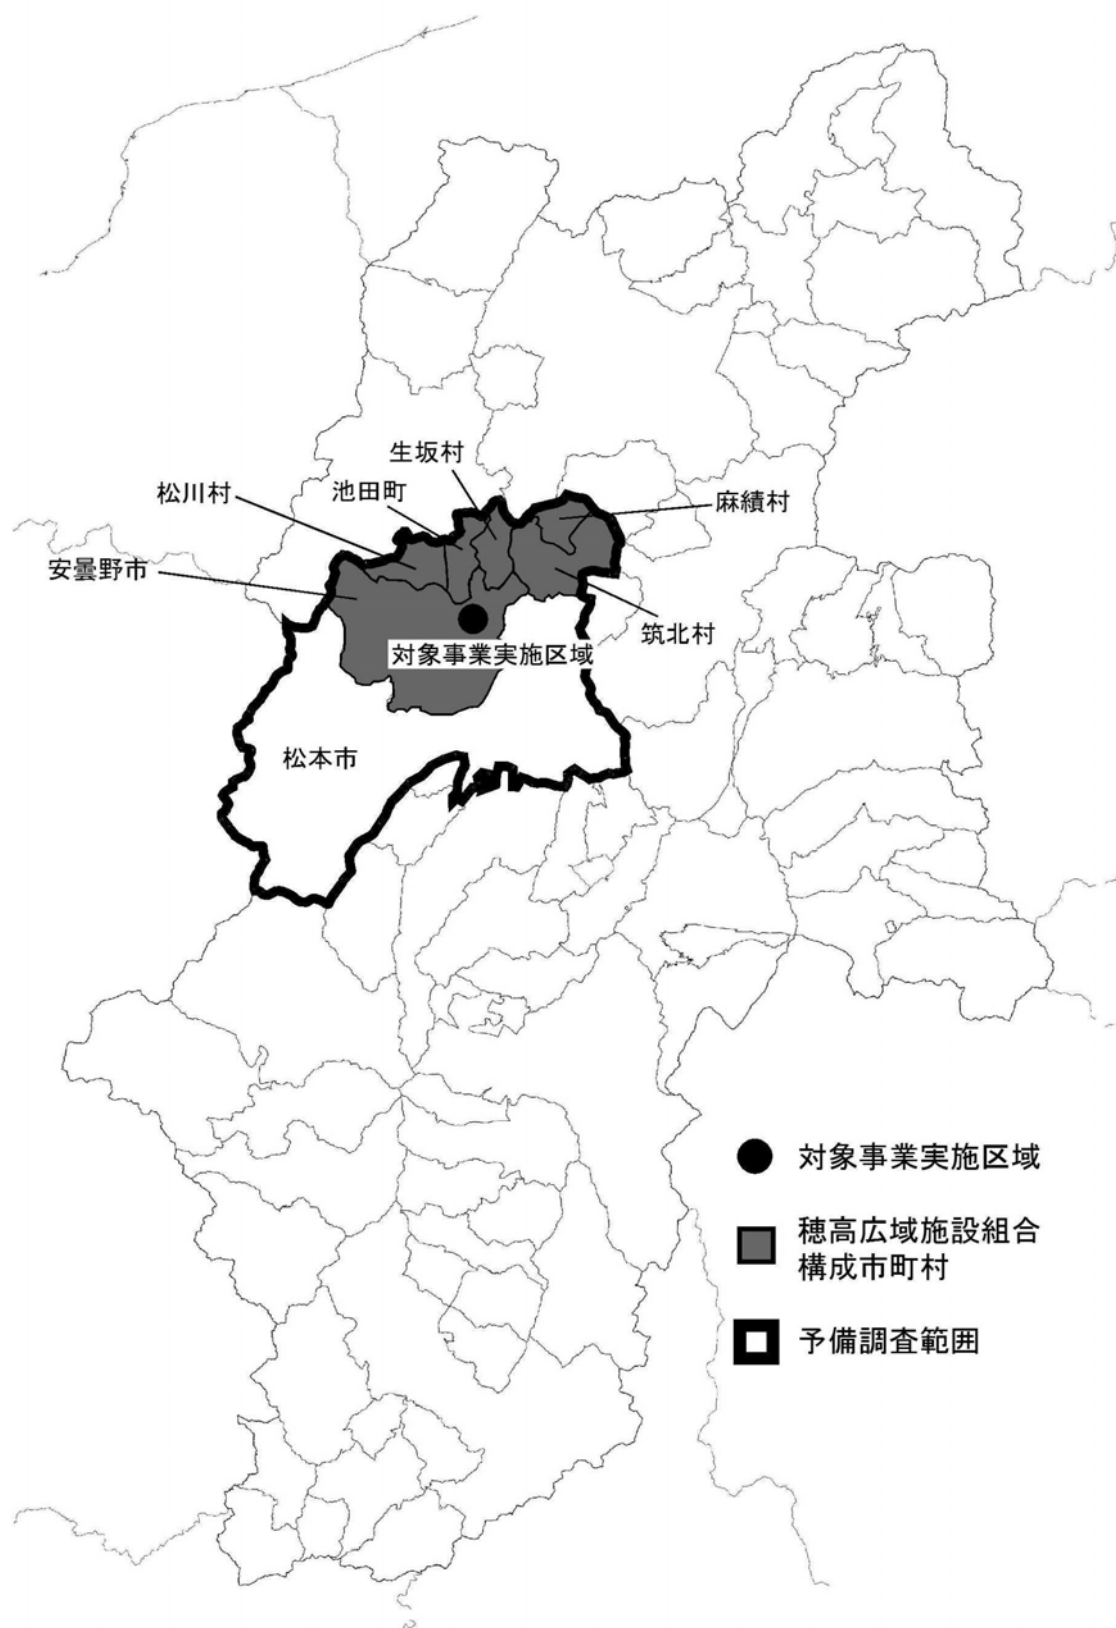 生坂村
池田町
松川村
麻績村
安曇野市
筑北村
対象事業実施区域
松本市
対象事業実施区域
穂高広域施設組合
構成市町村
予備調査範囲